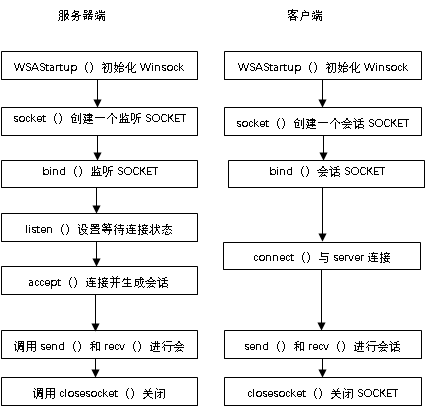 服务器端
WSAStartup（）初始化 Winsock
socket（）创建一个监听 SOCKET
bind（）监听 SOCKET
listen（）设置等待连接状态
accept（）连接并生成会话
调用 send（）和 recv（）进行会
调用 closesocket（）关闭
客户端
WSAStartup（）初始化 Winsock
socket（）创建一个会话 SOCKET
bind（）会话 SOCKET
connect（）与 server 连接
send（）和 recv（）进行会话
closesocket（）关闭 SOCKET